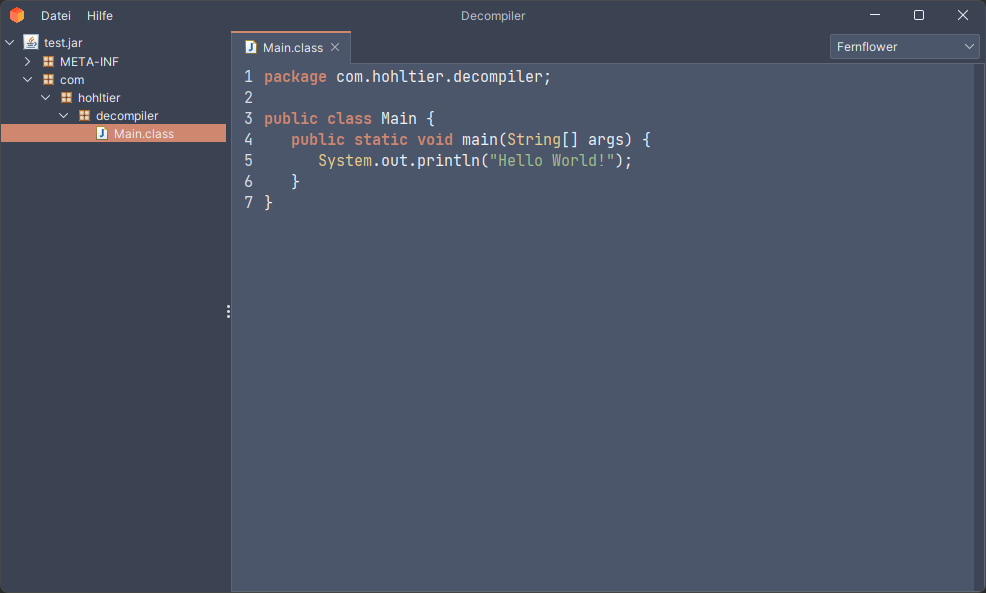 Datei Hilfe Decompiler
test.jar
META-INF
com
hohltier
decompiler
Main.class
Main.class
Fernflower
1 package com.hohltier.decompiler;
2
3 public class Main {
4    public static void main(String[] args) {
5       System.out.println("Hello World!");
6    }
7 }